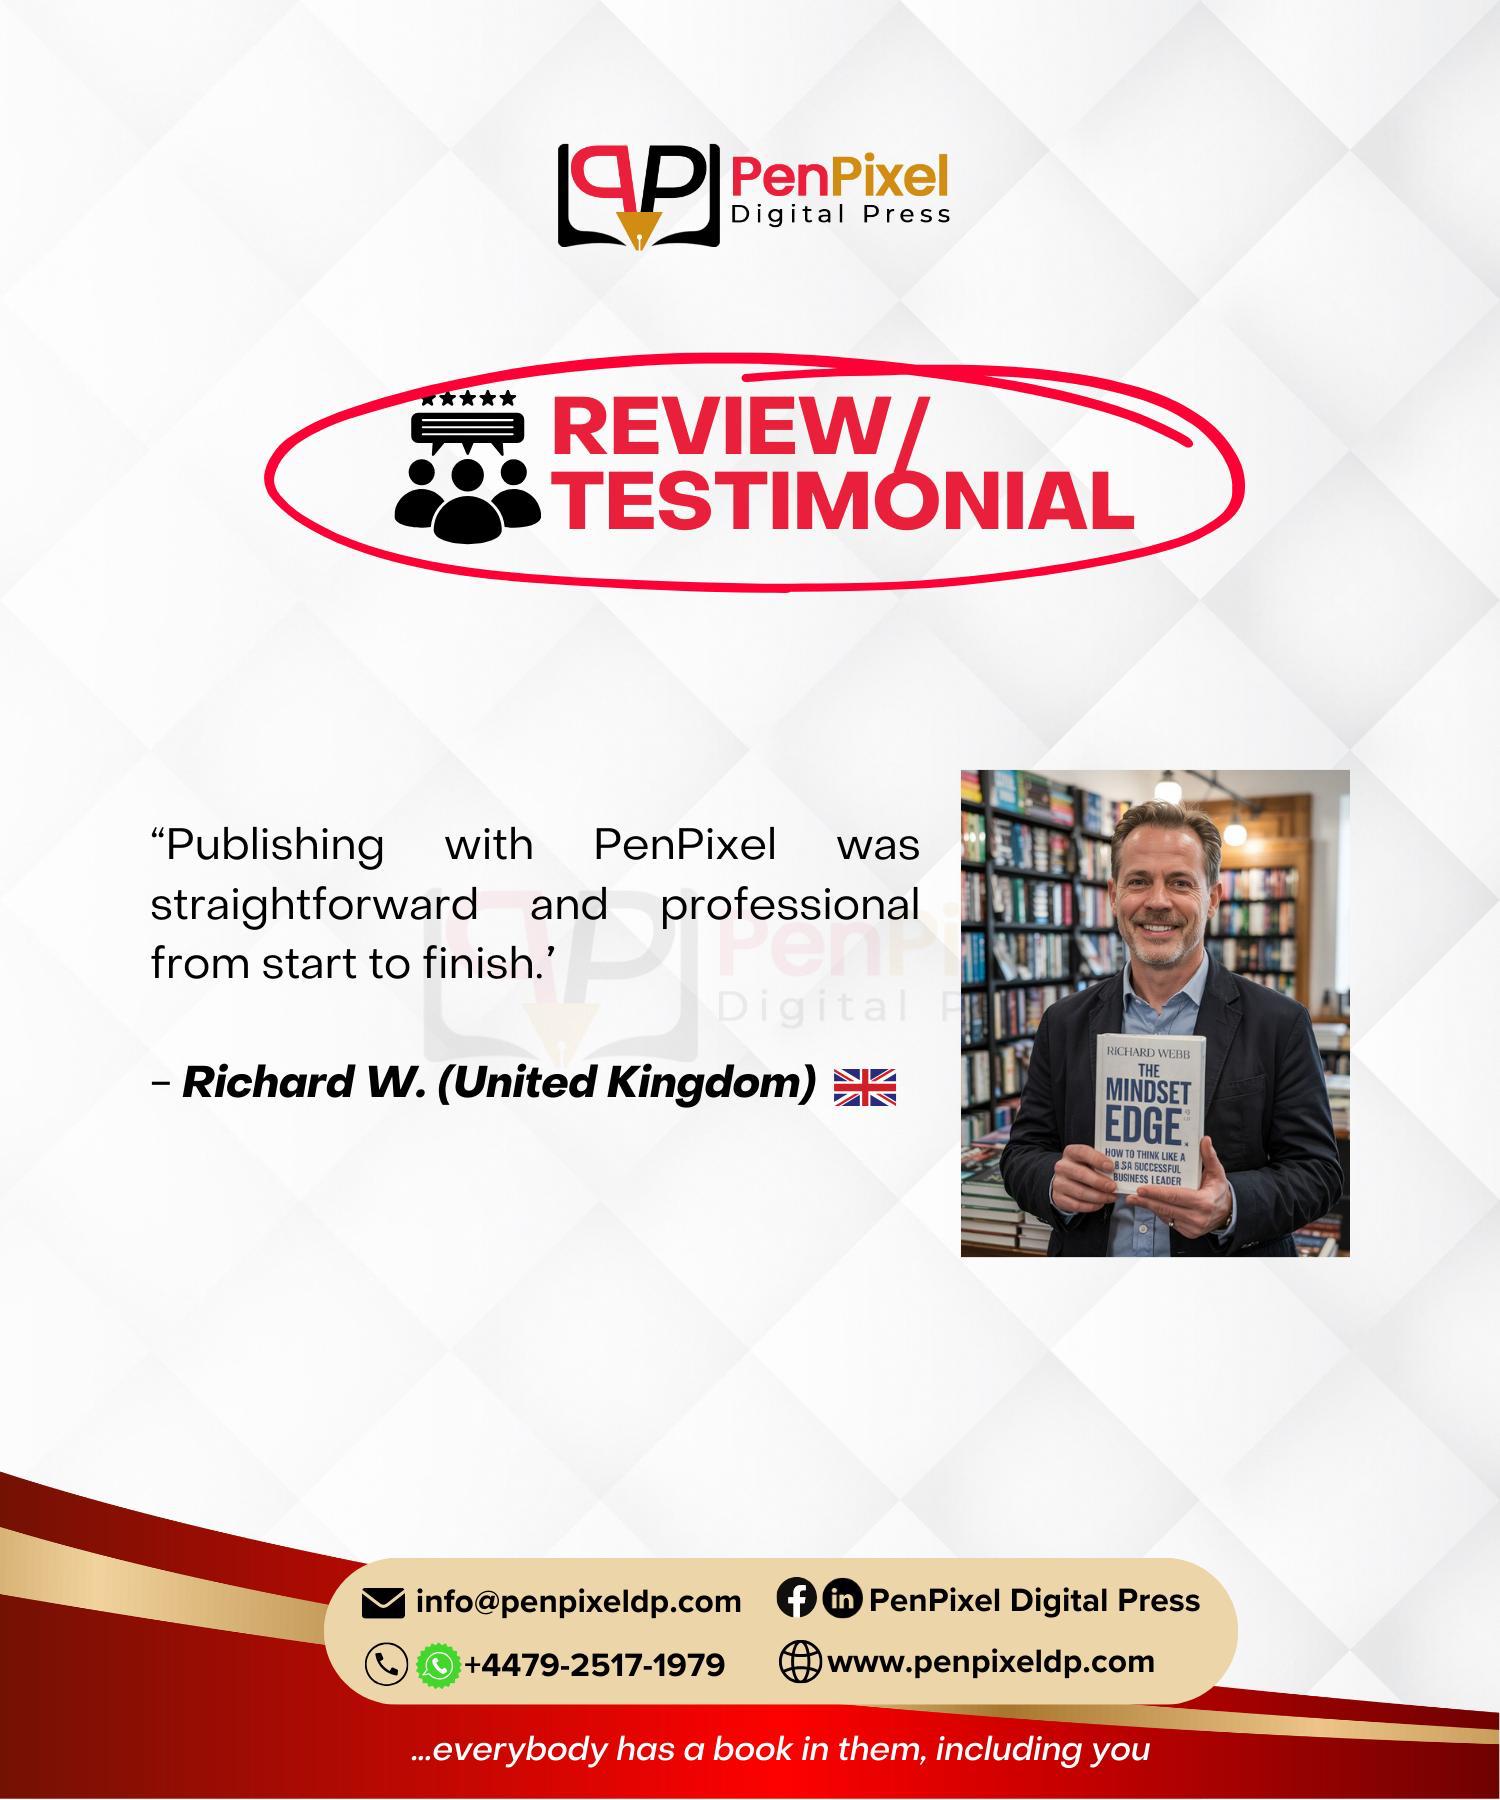 PenPixel
Digital Press
REVIEW/
TESTIMONIAL
“Publishing with PenPixel was
straightforward and professional
from start to finish.’
– Richard W. (United Kingdom)
RICHARD WEBB
THE
MINDSET
EDGE.
HOW TO THINK LIKE A
SUCCESSFUL
BUSINESS LEADER
info@penpixeldp.com
PenPixel Digital Press
+4479-2517-1979
www.penpixeldp.com
...everybody has a book in them, including you